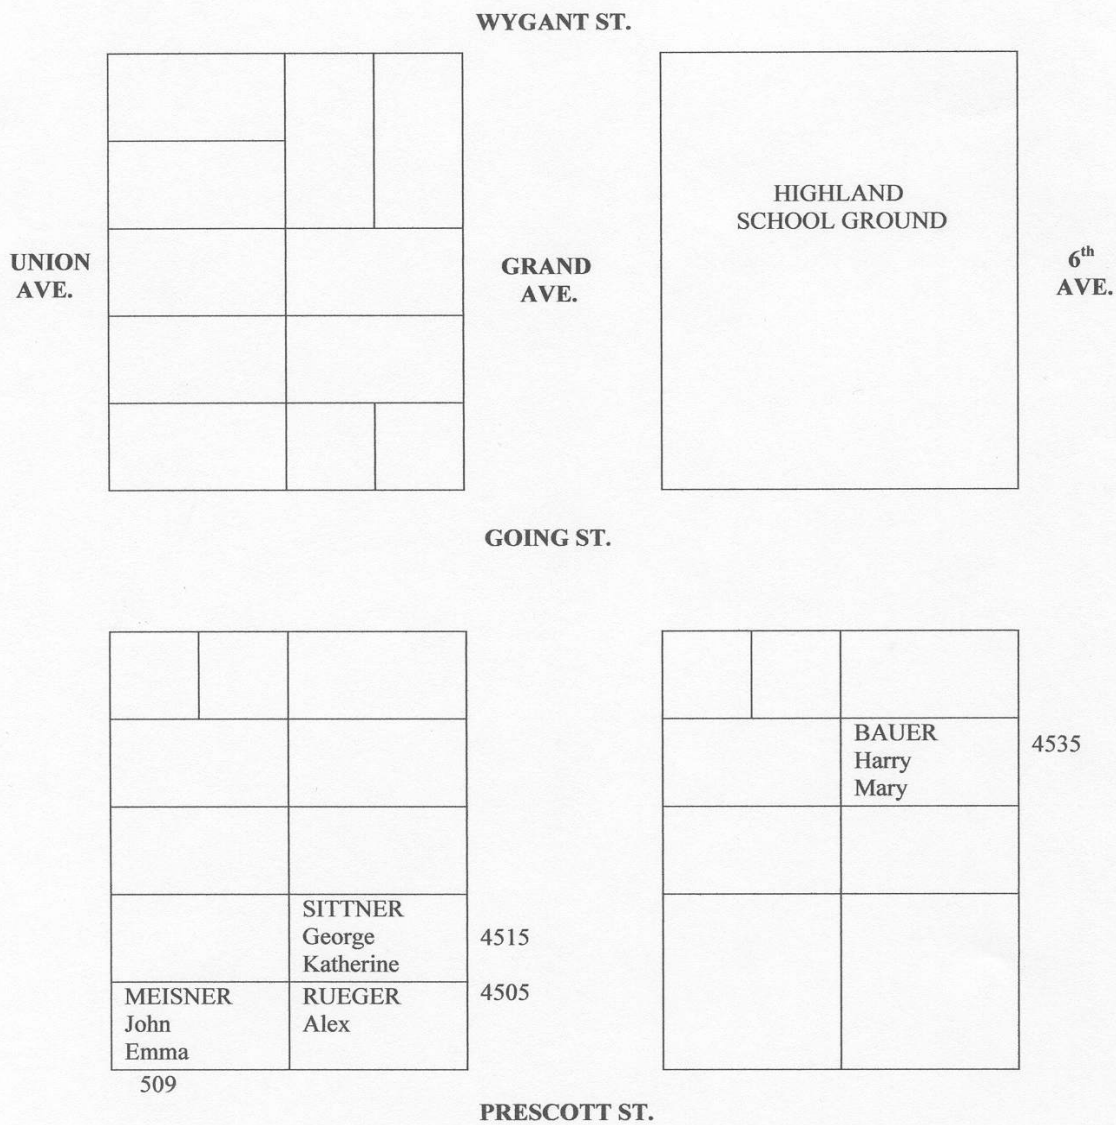 WYGANT ST.
HIGHLAND
SCHOOL GROUND
UNION
AVE.
GRAND
AVE.
6th
AVE.
GOING ST.
BAUER
Harry
Mary
4535
SITTNER
George
Katherine
4515
MEISNER
John
Emma
509
RUEGER
Alex
4505
PRESCOTT ST.